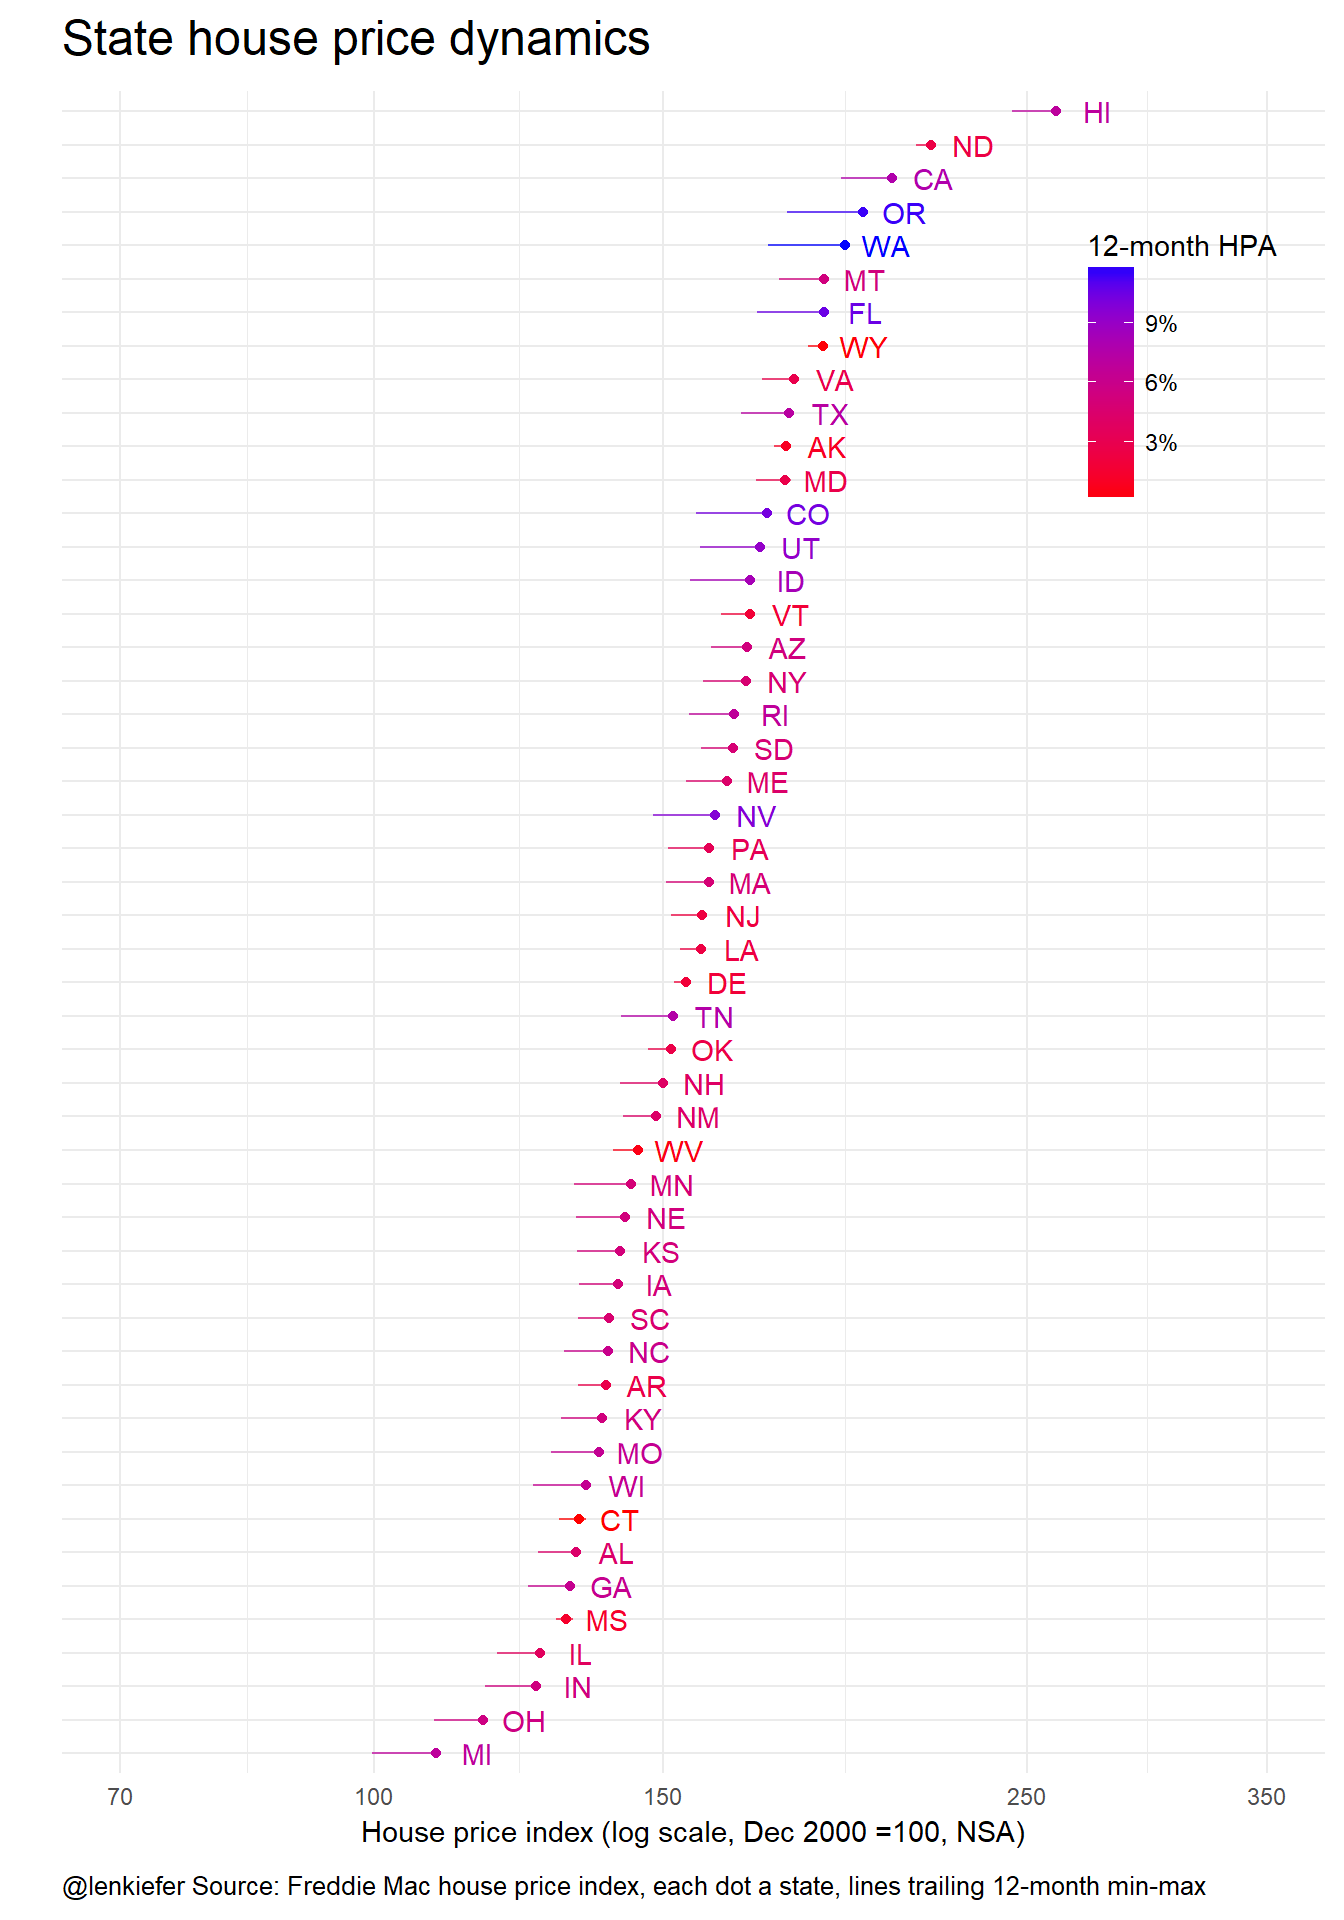 State house price dynamics
HI
ND
CA
OR
WA
12-month HPA
MT
FL
9%
WY
VA
6%
TX
3%
AK
MD
CO
UT
ID
VT
AZ
NY
RI
SD
ME
NV
PA
MA
NJ
LA
DE
TN
OK
NH
NM
WV
MN
NE
KS
IA
SC
NC
AR
KY
MO
WI
CT
AL
GA
MS
IL
IN
OH
MI
70 100 150 250 350
House price index (log scale, Dec 2000 =100, NSA)
@lenkiefer Source: Freddie Mac house price index, each dot a state, lines trailing 12-month min-max